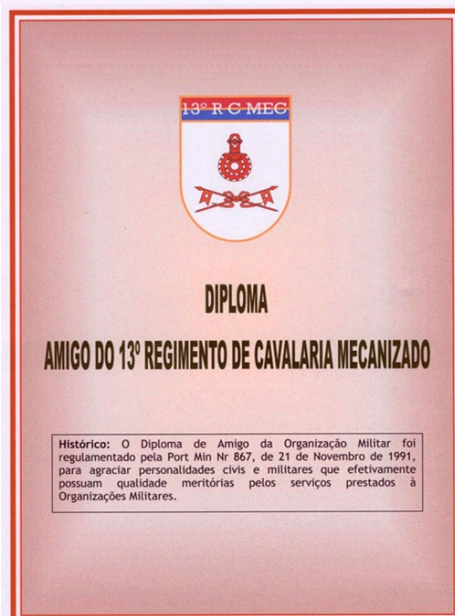 13º R C MEC
DIPLOMA
AMIGO DO 13º REGIMENTO DE CAVALARIA MECANIZADO
Histórico: O Diploma de Amigo da Organização Militar foi
regulamentado pela Port Min Nr 867, de 21 de Novembro de 1991,
para agraciar personalidades civis e militares que efetivamente
possuam qualidade meritórias pelos serviços prestados à
Organizações Militares.